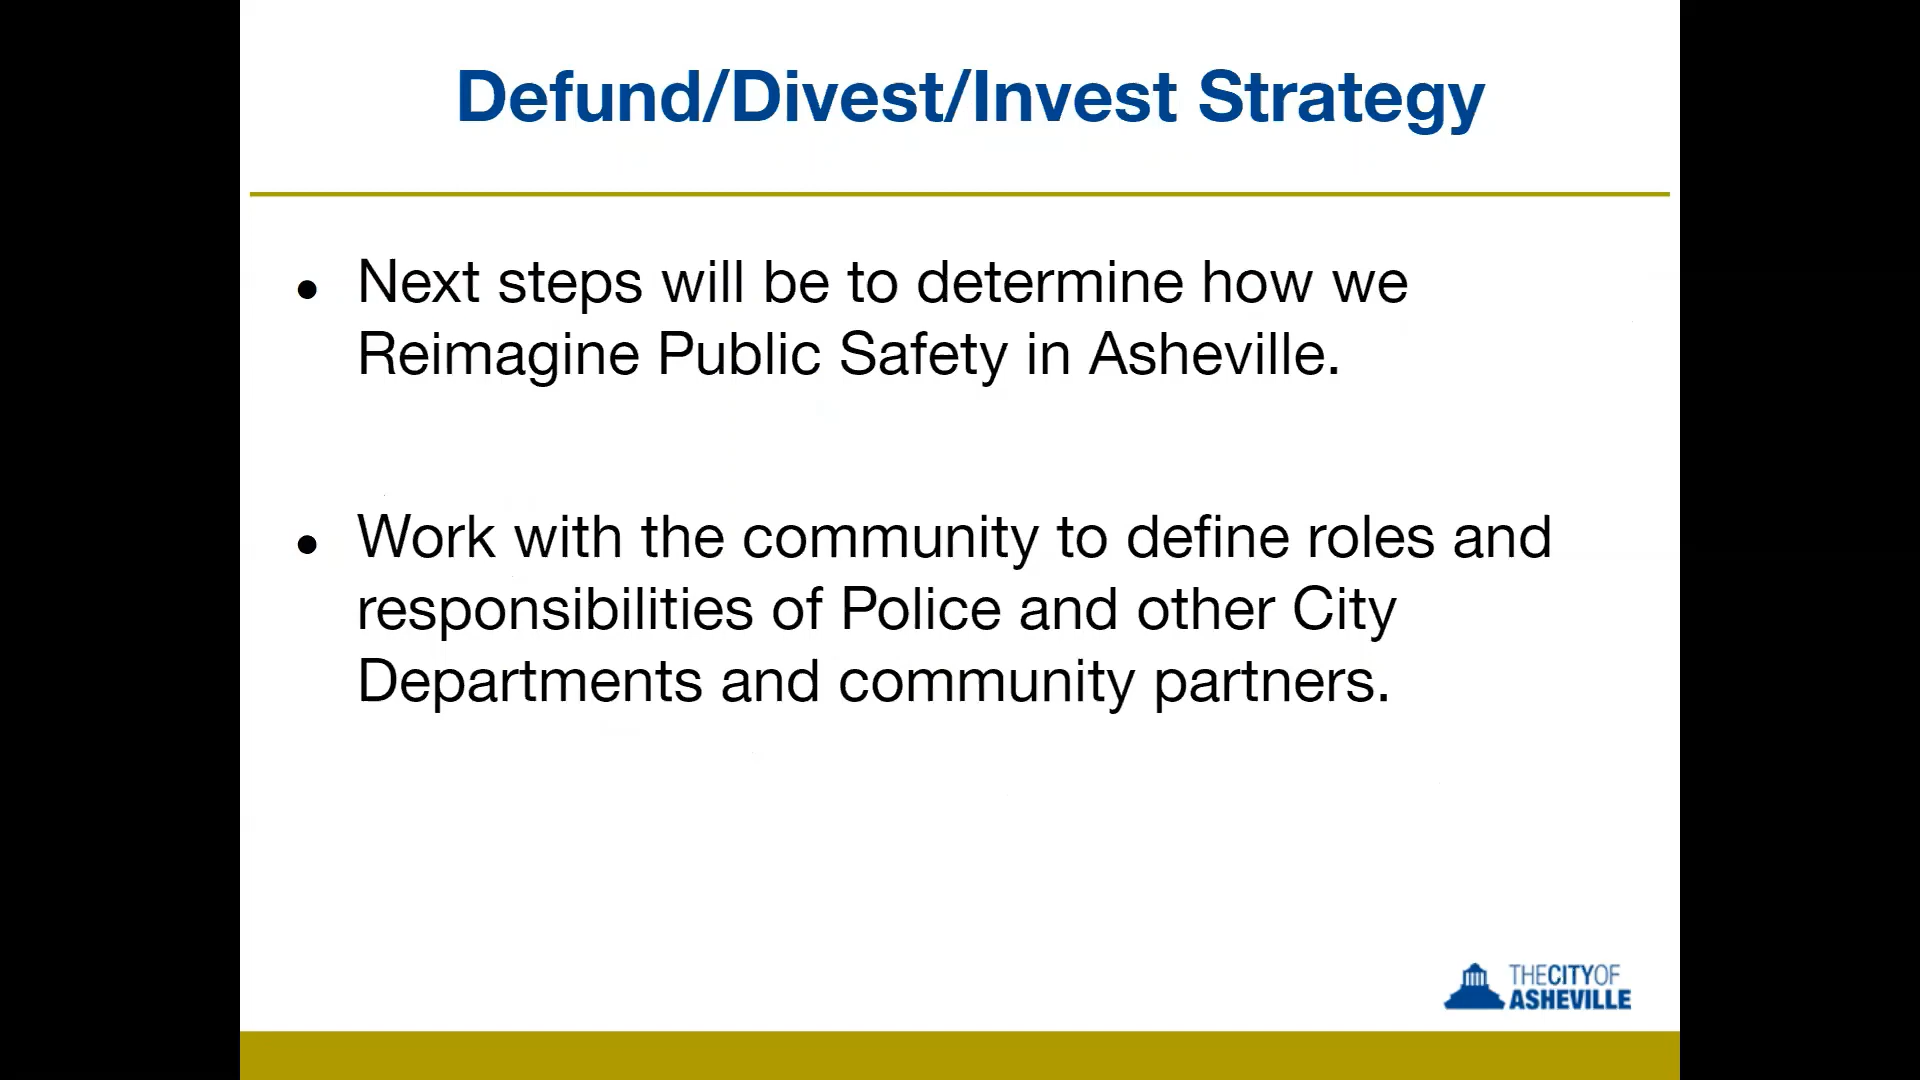 Defund/Divest/Invest Strategy
● Next steps will be to determine how we
Reimagine Public Safety in Asheville.
● Work with the community to define roles and
responsibilities of Police and other City
Departments and community partners.
THECITYOF
ASHEVILLE